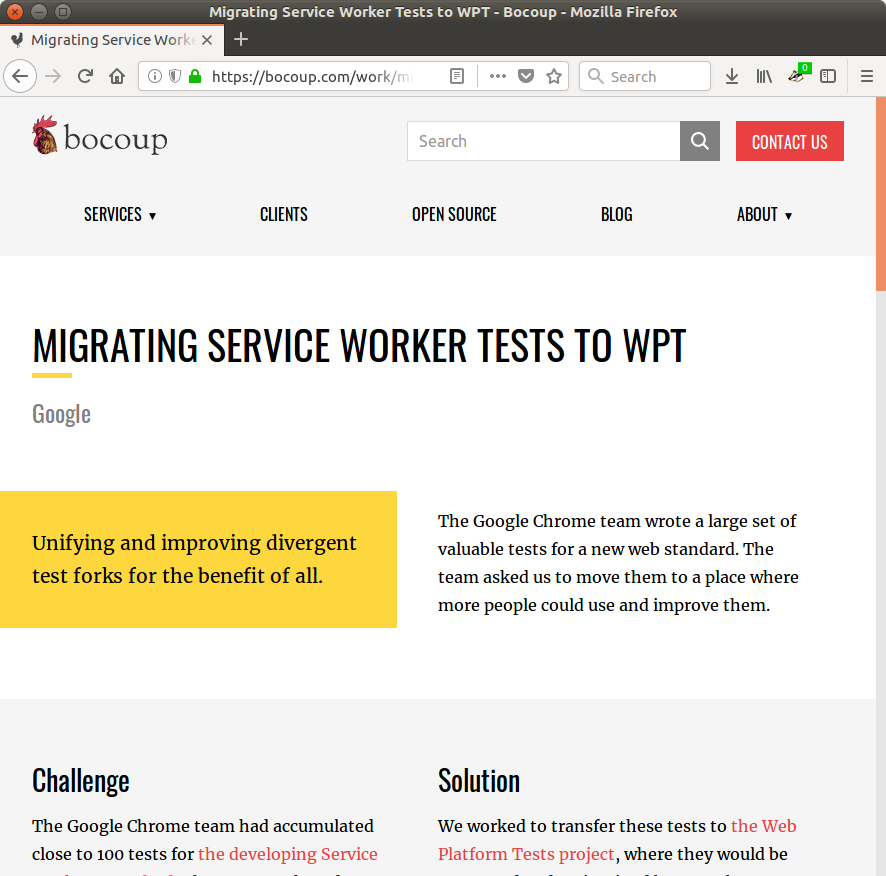 Migrating Service Worker Tests to WPT - Bocoup - Mozilla Firefox
Migrating Service Work
https://bocoup.com/work/m
Search
0
bocoup
Search
CONTACT US
SERVICES ▼
CLIENTS
OPEN SOURCE
BLOG
ABOUT ▼
MIGRATING SERVICE WORKER TESTS TO WPT
Google
Unifying and improving divergent
test forks for the benefit of all.
The Google Chrome team wrote a large set of
valuable tests for a new web standard. The
team asked us to move them to a place where
more people could use and improve them.
Challenge
The Google Chrome team had accumulated
close to 100 tests for the developing Service
Solution
We worked to transfer these tests to the Web
Platform Tests project, where they would be